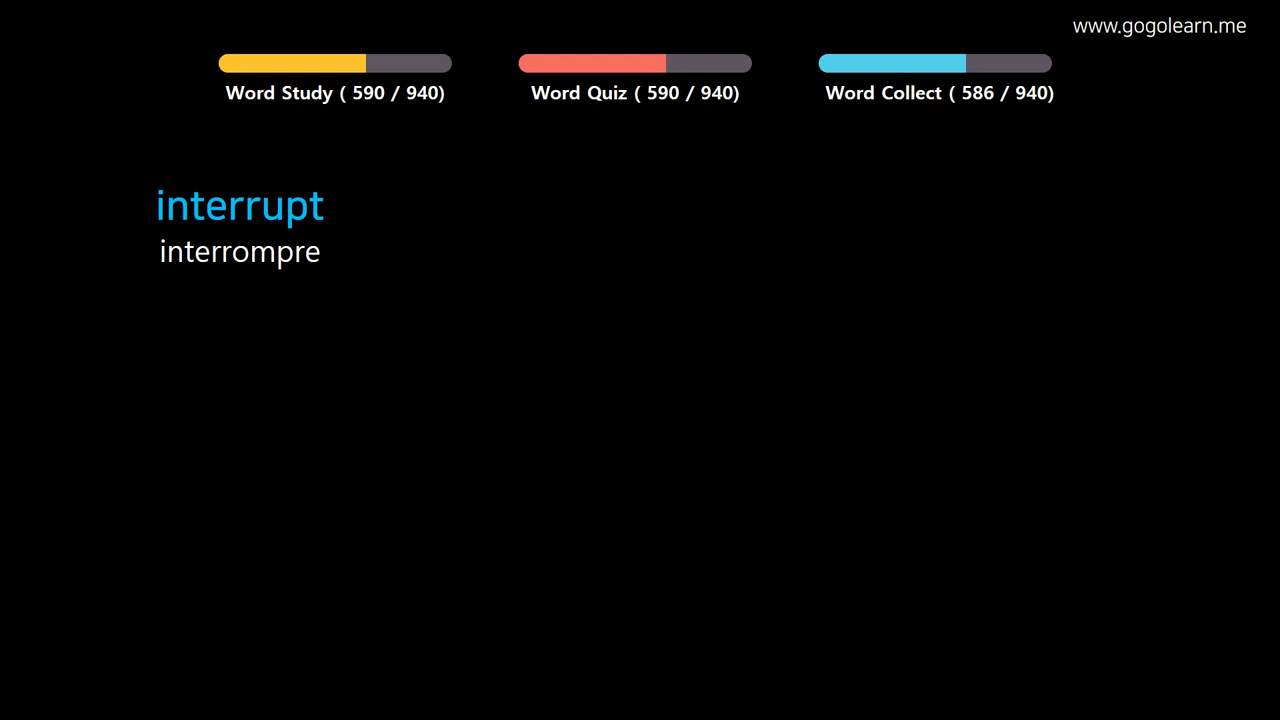 www.gogolearn.me
Word Study ( 590 / 940)
Word Quiz ( 590 / 940)
Word Collect ( 586 / 940)
interrupt
interrompre